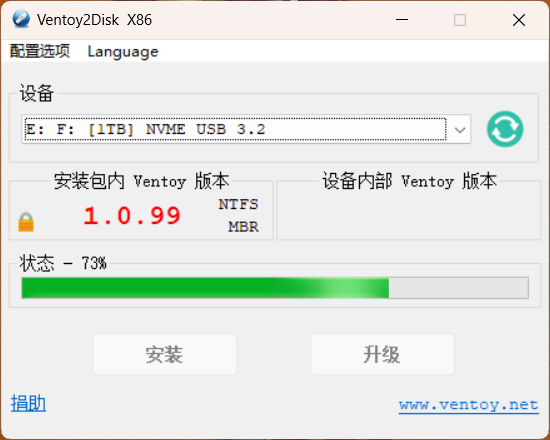 Ventoy2Disk X86
配置选项 Language
设备
E: F: [1TB] NVME USB 3.2
安装包内 Ventoy 版本
设备内部 Ventoy 版本
1.0.99
NTFS
MBR
状态 - 73%
安装
升级
捐助
www.ventoy.net